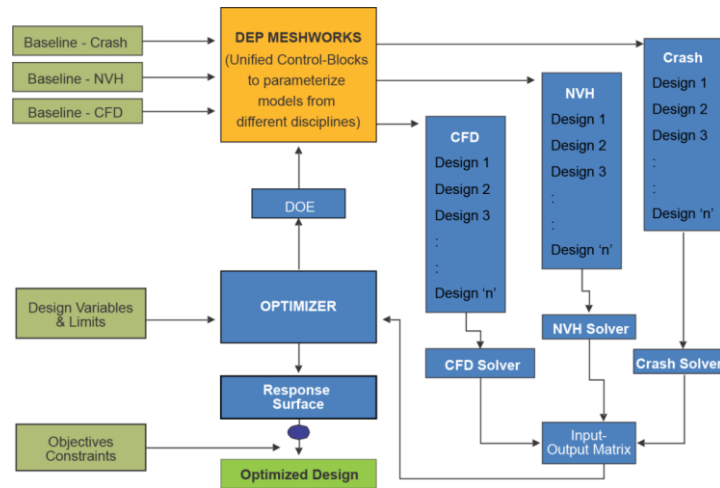 Baseline - Crash
Baseline - NVH
Baseline - CFD
DEP MESHWORKS
(Unified Control-Blocks
to parameterize
models from
different disciplines)
DOE
Design Variables
& Limits
OPTIMIZER
Response
Surface
Objectives
Constraints
Optimized Design
CFD
Design 1
Design 2
Design 3
:
:
Design ‘n’
CFD Solver
NVH
Design 1
Design 2
Design 3
:
:
Design ‘n’
NVH Solver
Crash
Design 1
Design 2
Design 3
:
:
Design ‘n’
Crash Solver
Input-
Output Matrix